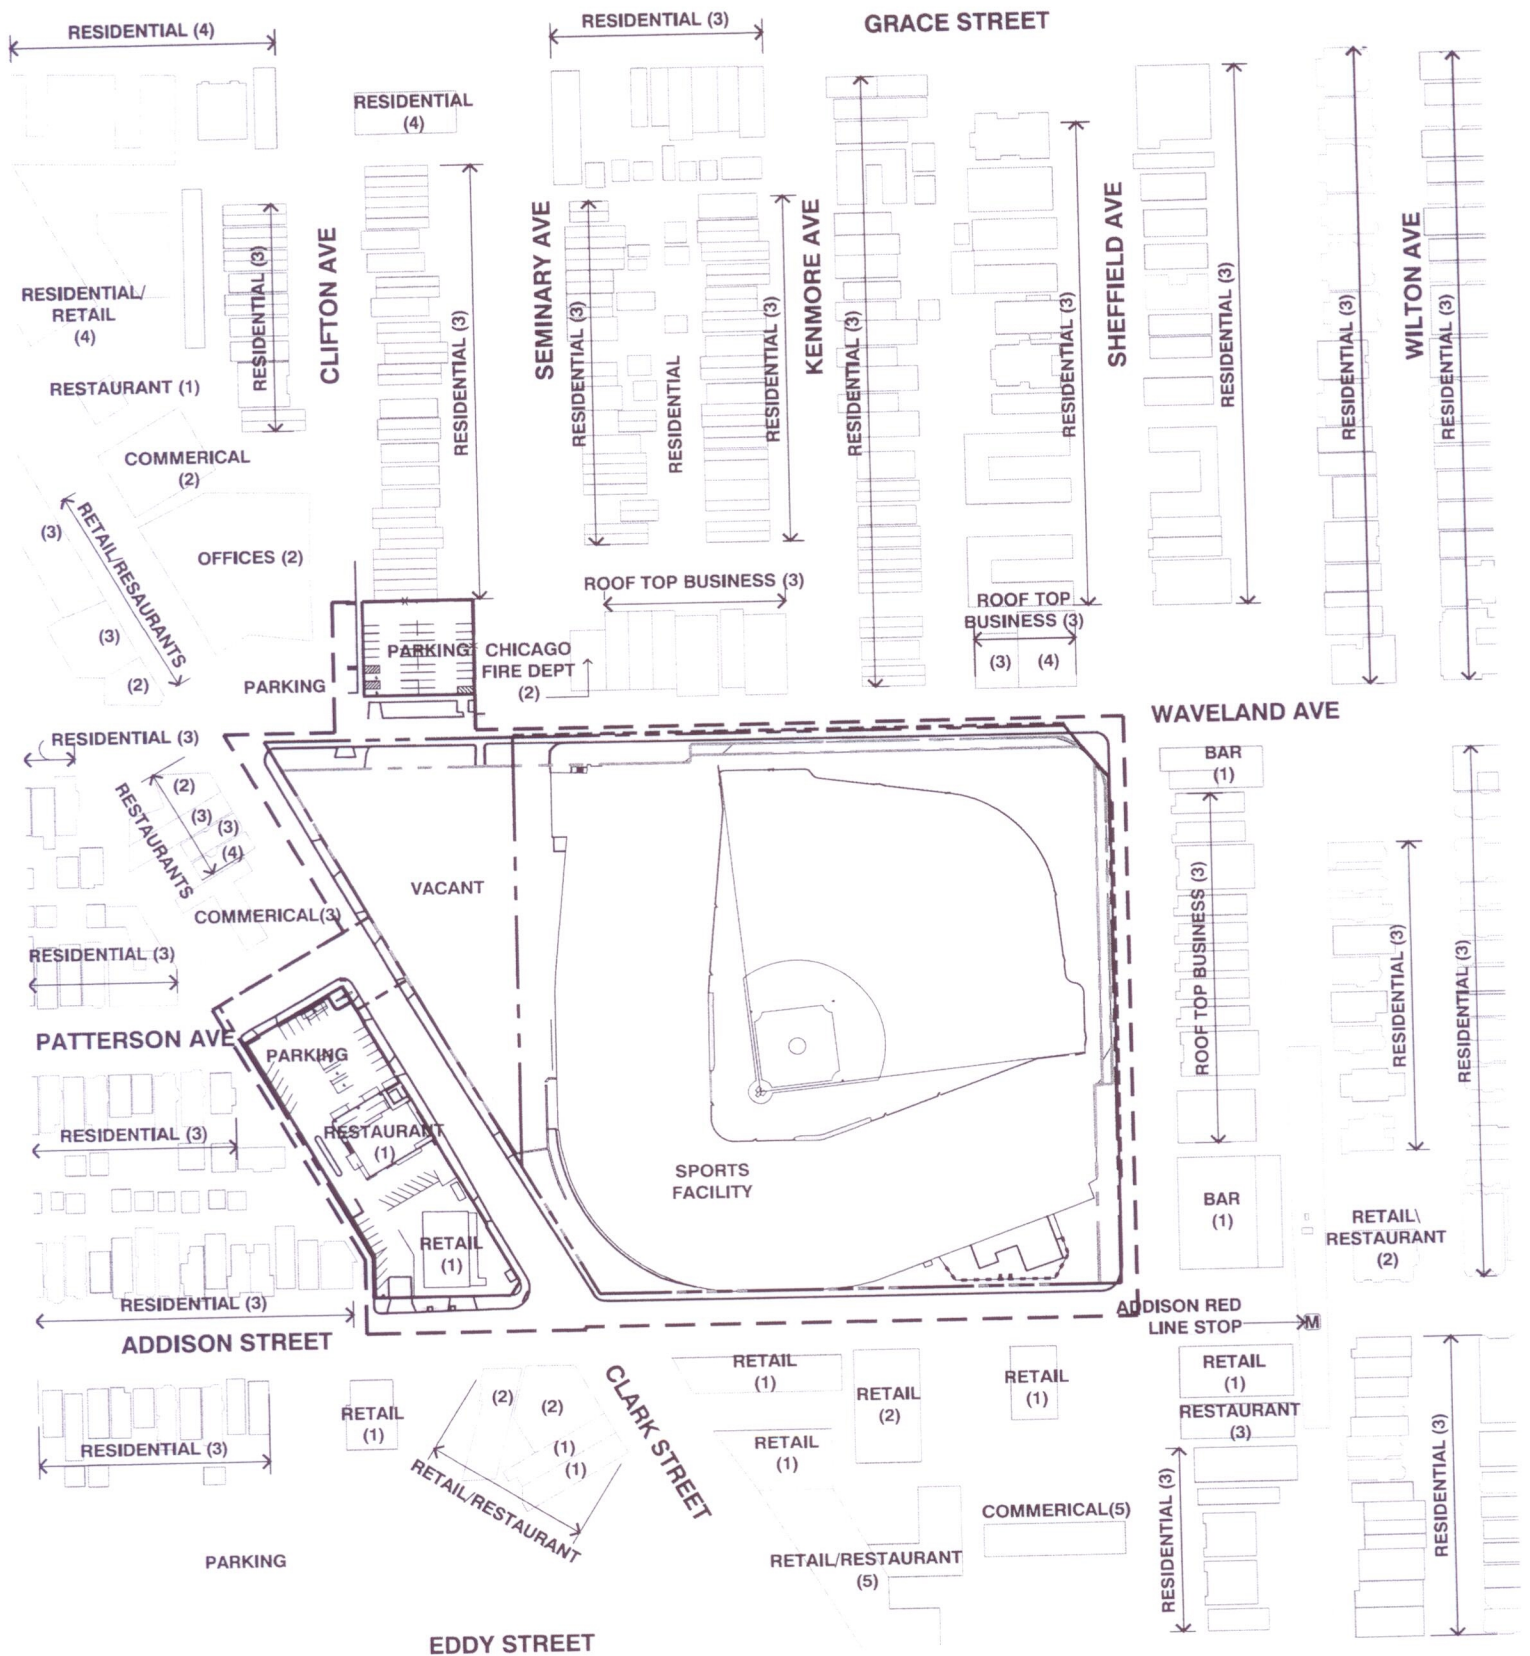 RESIDENTIAL (4)
RESIDENTIAL (3)
GRACE STREET
RESIDENTIAL
(4)
RESIDENTIAL/
RETAIL
(4)
RESIDENTIAL (3)
CLIFTON AVE
RESIDENTIAL (3)
SEMINARY AVE
RESIDENTIAL (3)
RESIDENTIAL
RESIDENTIAL (3)
KENMORE AVE
RESIDENTIAL (3)
RESIDENTIAL (3)
SHEFFIELD AVE
RESIDENTIAL (3)
RESIDENTIAL (3)
WILTON AVE
RESIDENTIAL (3)
RESTAURANT (1)
COMMERICAL
(2)
(3)
RETAIL/RESAURANTS
OFFICES (2)
(3)
(2)
ROOF TOP BUSINESS (3)
ROOF TOP
BUSINESS (3)
(3)
(4)
PARKING
CHICAGO
FIRE DEPT
(2)
PARKING
WAVELAND AVE
RESIDENTIAL (3)
RESTAURANTS
(2)
(3)
(3)
(4)
BAR
(1)
VACANT
COMMERICAL(3)
ROOF TOP BUSINESS (3)
RESIDENTIAL (3)
RESIDENTIAL (3)
RESIDENTIAL (3)
PATTERSON AVE
PARKING
RESIDENTIAL (3)
RESTAURANT
(1)
SPORTS
FACILITY
BAR
(1)
RETAIL\
RESTAURANT
(2)
RETAIL
(1)
RESIDENTIAL (3)
ADDISON STREET
ADDISON RED
LINE STOP
M
RETAIL
(1)
RETAIL
(1)
RETAIL
(1)
RETAIL
(2)
CLARK STREET
(2)
(2)
(1)
(1)
RETAIL/RESTAURANT
RETAIL
(1)
RESTAURANT
(3)
RETAIL
(1)
RESIDENTIAL (3)
RESIDENTIAL (3)
RESIDENTIAL (3)
COMMERICAL(5)
PARKING
RETAIL/RESTAURANT
(5)
EDDY STREET